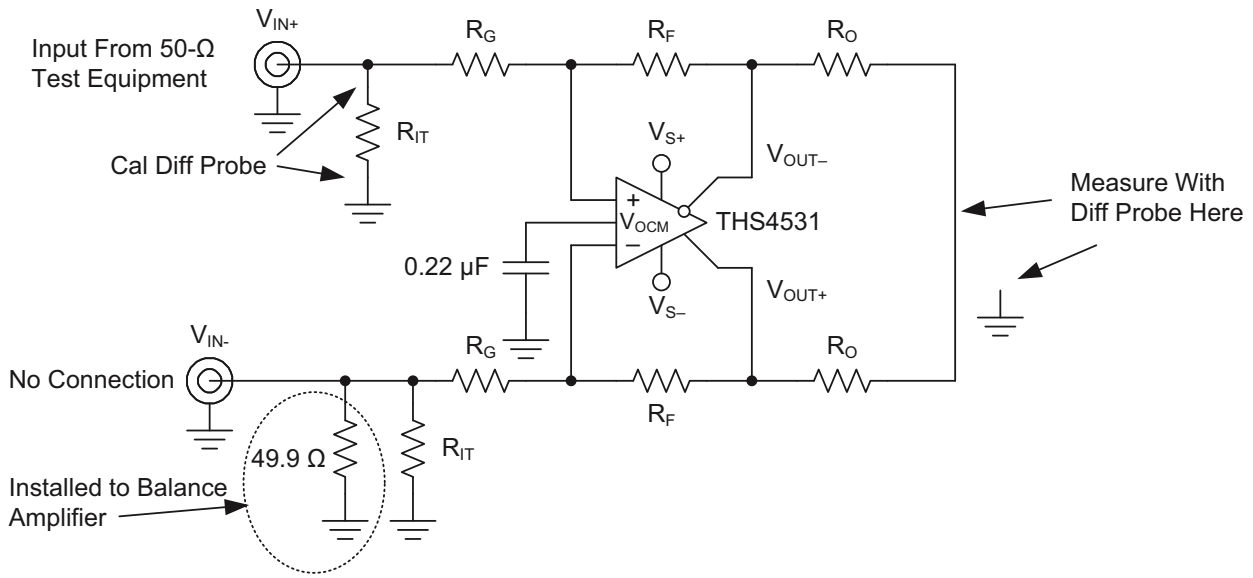 V_IN+
Input From 50-Ω
Test Equipment
R_G
R_F
R_O
R_IT
Cal Diff Probe
V_S+
V_OUT–
Measure With
Diff Probe Here
+
V_OCM
–
THS4531
0.22 µF
V_S–
V_OUT+
V_IN-
No Connection
R_G
R_F
R_O
49.9 Ω
R_IT
Installed to Balance
Amplifier